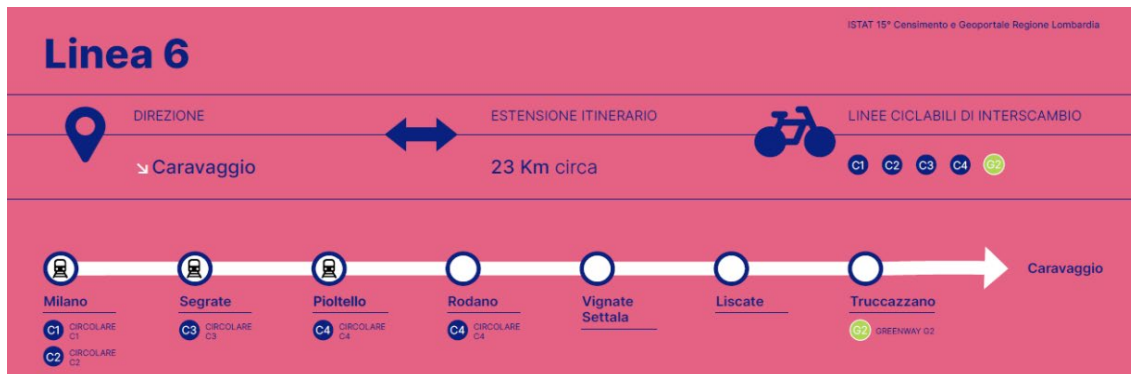 ISTAT 15° Censimento e Geoportale Regione Lombardia
Linea 6
DIREZIONE
↘ Caravaggio
ESTENSIONE ITINERARIO
23 Km circa
LINEE CICLABILI DI INTERSCAMBIO
C1 C2 C3 C4 G2
Milano
C1 CIRCOLARE
C1
C2 CIRCOLARE
C2
Segrate
C3 CIRCOLARE
C3
Pioltello
C4 CIRCOLARE
C4
Rodano
C4 CIRCOLARE
C4
Vignate
Settala
Liscate
Truccazzano
G2 GREENWAY G2
Caravaggio